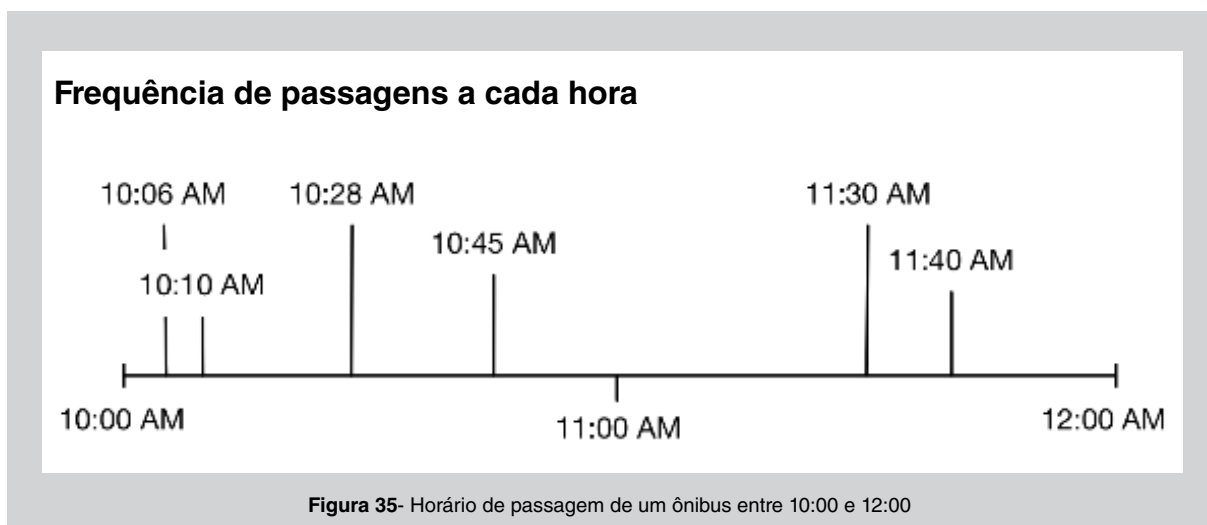 Frequência de passagens a cada hora
10:06 AM
10:28 AM
11:30 AM
10:45 AM
11:40 AM
10:10 AM
10:00 AM
11:00 AM
12:00 AM
Figura 35- Horário de passagem de um ônibus entre 10:00 e 12:00